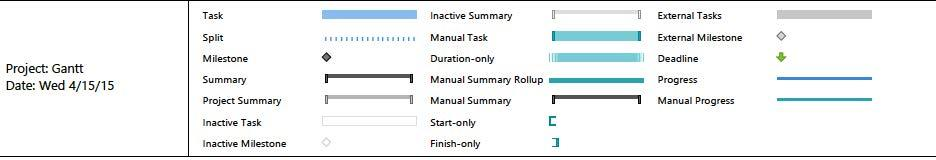 Project: Gantt
Date: Wed 4/15/15
Task
Split
Milestone
Summary
Project Summary
Inactive Task
Inactive Milestone
Inactive Summary
Manual Task
Duration-only
Manual Summary Rollup
Manual Summary
Start-only
Finish-only
External Tasks
External Milestone
Deadline
Progress
Manual Progress